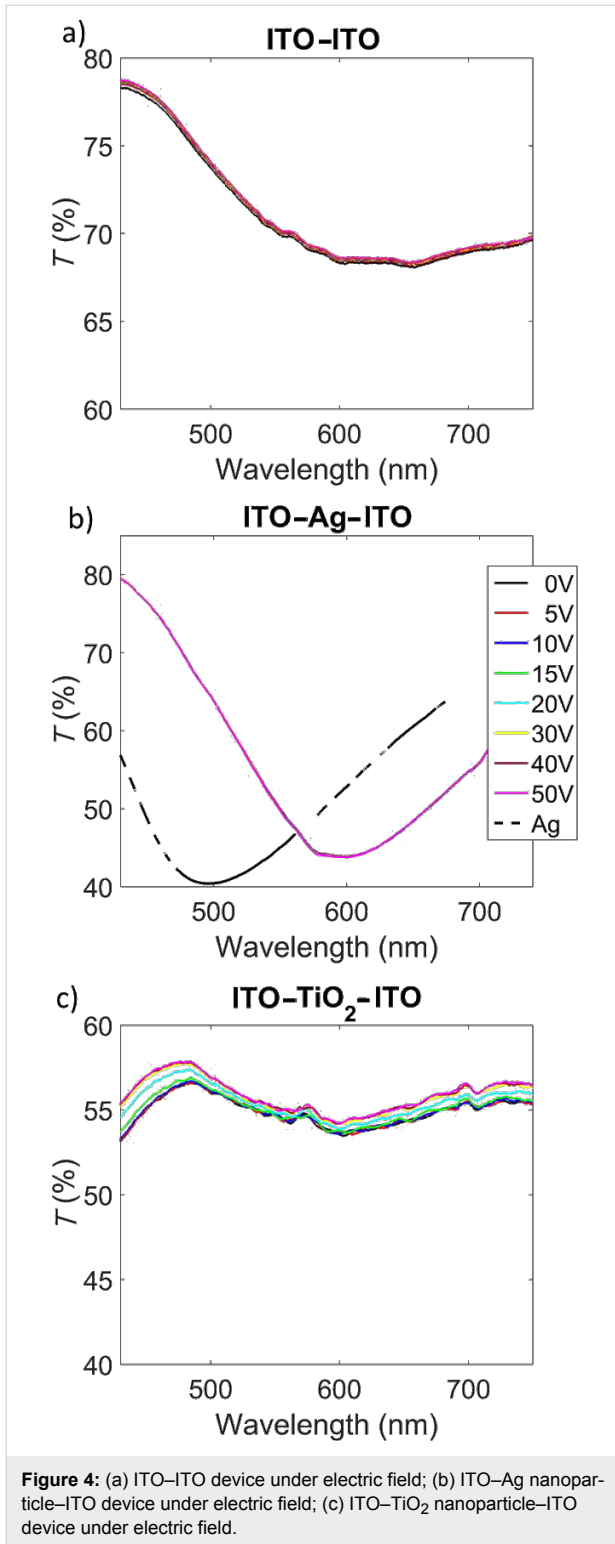 a)
ITO–ITO
80
75
70
65
60
T (%)
500 600 700
Wavelength (nm)
b)
ITO–Ag–ITO
80
70
60
50
40
T (%)
0V
5V
10V
15V
20V
30V
40V
50V
Ag
500 600 700
Wavelength (nm)
c)
ITO–TiO₂–ITO
60
55
50
45
40
T (%)
500 600 700
Wavelength (nm)
Figure 4: (a) ITO–ITO device under electric field; (b) ITO–Ag nanopar-
ticle–ITO device under electric field; (c) ITO–TiO₂ nanoparticle–ITO
device under electric field.